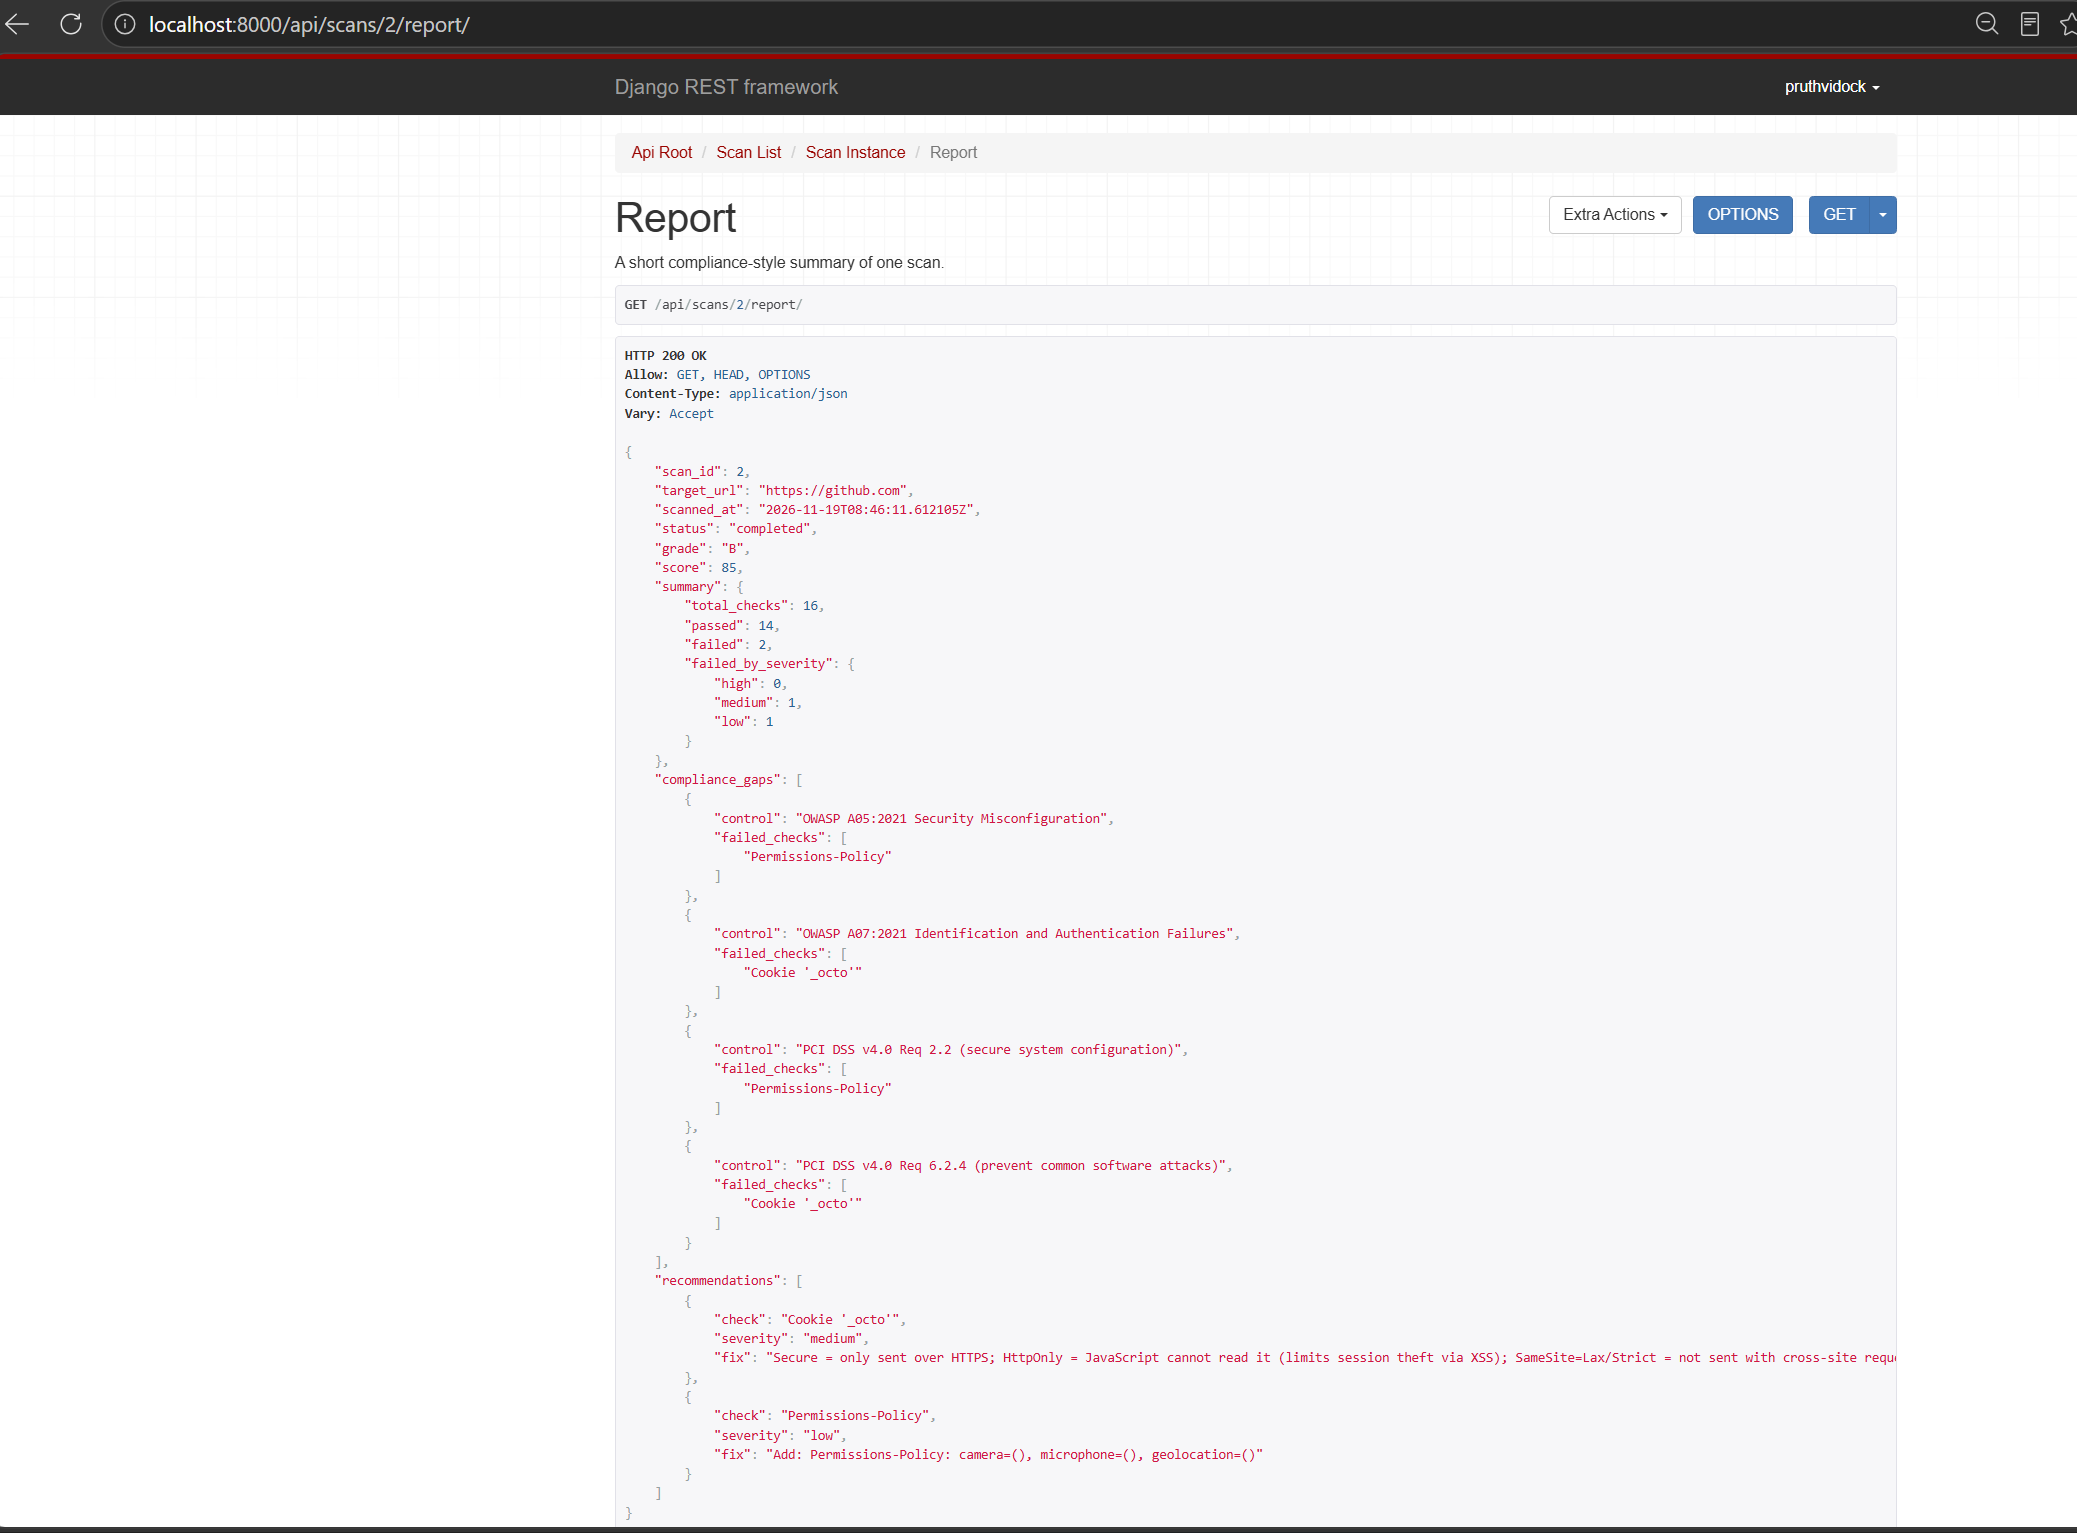 localhost:8000/api/scans/2/report/
Django REST framework
pruthvidock
Api Root / Scan List / Scan Instance / Report
Report
Extra Actions
OPTIONS
GET
A short compliance-style summary of one scan.
GET /api/scans/2/report/
HTTP 200 OK
Allow: GET, HEAD, OPTIONS
Content-Type: application/json
Vary: Accept
{
"scan_id": 2,
"target_url": "https://github.com",
"scanned_at": "2026-11-19T08:46:11.612105Z",
"status": "completed",
"grade": "B",
"score": 85,
"summary": {
"total_checks": 16,
"passed": 14,
"failed": 2,
"failed_by_severity": {
"high": 0,
"medium": 1,
"low": 1
}
},
"compliance_gaps": [
{
"control": "OWASP A05:2021 Security Misconfiguration",
"failed_checks": [
"Permissions-Policy"
]
},
{
"control": "OWASP A07:2021 Identification and Authentication Failures",
"failed_checks": [
"Cookie '_octo'"
]
},
{
"control": "PCI DSS v4.0 Req 2.2 (secure system configuration)",
"failed_checks": [
"Permissions-Policy"
]
},
{
"control": "PCI DSS v4.0 Req 6.2.4 (prevent common software attacks)",
"failed_checks": [
"Cookie '_octo'"
]
}
],
"recommendations": [
{
"check": "Cookie '_octo'",
"severity": "medium",
"fix": "Secure = only sent over HTTPS; HttpOnly = JavaScript cannot read it (limits session theft via XSS); SameSite=Lax/Strict = not sent with cross-site
},
{
"check": "Permissions-Policy",
"severity": "low",
"fix": "Add: Permissions-Policy: camera=(), microphone=(), geolocation=()"
}
]
}